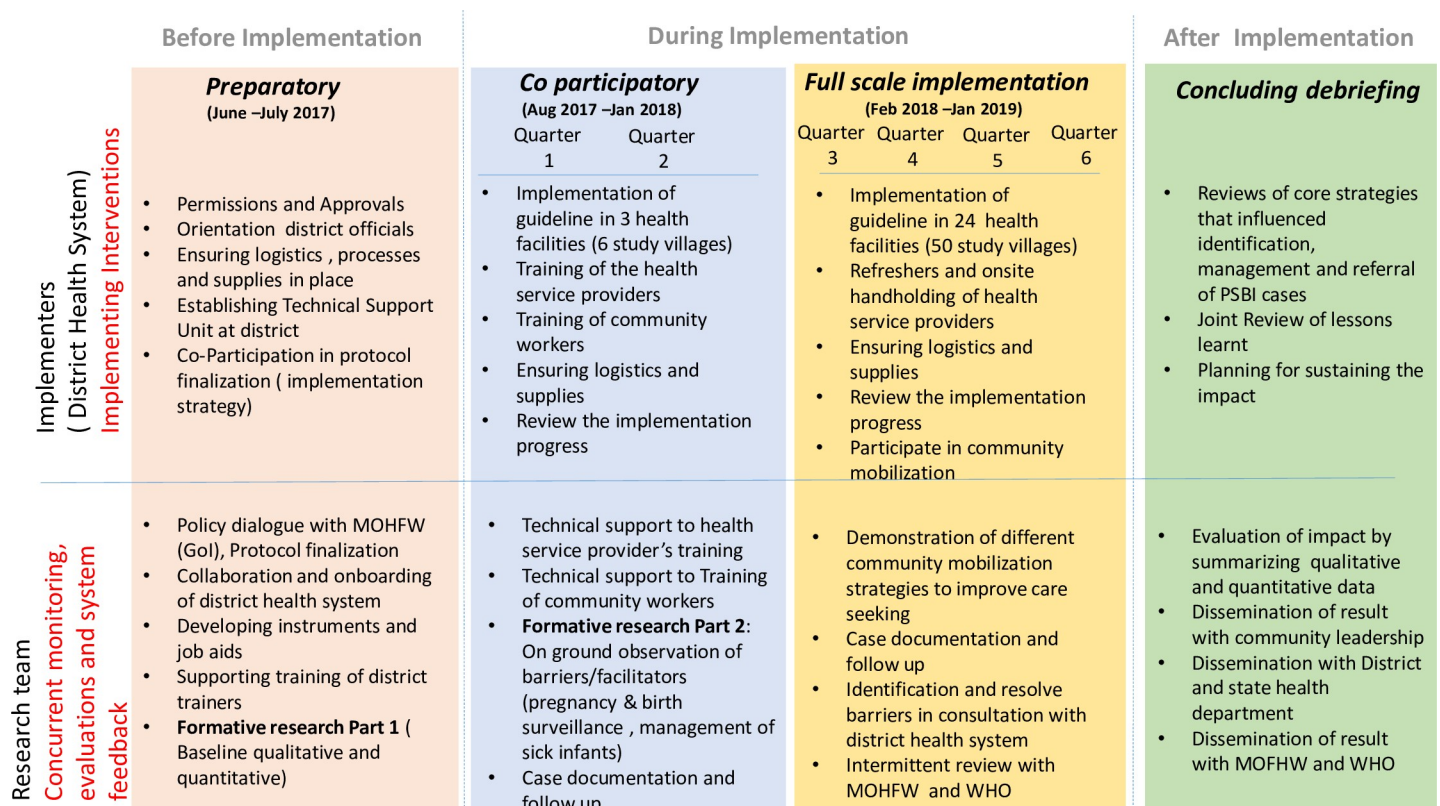 Before Implementation
During Implementation
After Implementation
Implementers
( District Health System)
Implementing Interventions
Preparatory
(June –July 2017)
• Permissions and Approvals
• Orientation district officials
• Ensuring logistics , processes
and supplies in place
• Establishing Technical Support
Unit at district
• Co-Participation in protocol
finalization ( implementation
strategy)
Co participatory
(Aug 2017 –Jan 2018)
Quarter Quarter
1 2
• Implementation of
guideline in 3 health
facilities (6 study villages)
• Training of the health
service providers
• Training of community
workers
• Ensuring logistics and
supplies
• Review the implementation
progress
Full scale implementation
(Feb 2018 –Jan 2019)
Quarter Quarter Quarter Quarter
3 4 5 6
• Implementation of
guideline in 24 health
facilities (50 study villages)
• Refreshers and onsite
handholding of health
service providers
• Ensuring logistics and
supplies
• Review the implementation
progress
• Participate in community
mobilization
Concluding debriefing
• Reviews of core strategies
that influenced
identification,
management and referral
of PSBI cases
• Joint Review of lessons
learnt
• Planning for sustaining the
impact
Research team
Concurrent monitoring,
evaluations and system
feedback
• Policy dialogue with MOHFW
(GoI), Protocol finalization
• Collaboration and onboarding
of district health system
• Developing instruments and
job aids
• Supporting training of district
trainers
• Formative research Part 1 (
Baseline qualitative and
quantitative)
• Technical support to health
service provider’s training
• Technical support to Training
of community workers
• Formative research Part 2:
On ground observation of
barriers/facilitators
(pregnancy & birth
surveillance , management of
sick infants)
• Case documentation and
follow up
• Demonstration of different
community mobilization
strategies to improve care
seeking
• Case documentation and
follow up
• Identification and resolve
barriers in consultation with
district health system
• Intermittent review with
MOHFW and WHO
• Evaluation of impact by
summarizing qualitative
and quantitative data
• Dissemination of result
with community leadership
• Dissemination with District
and state health
department
• Dissemination of result
with MOFHW and WHO